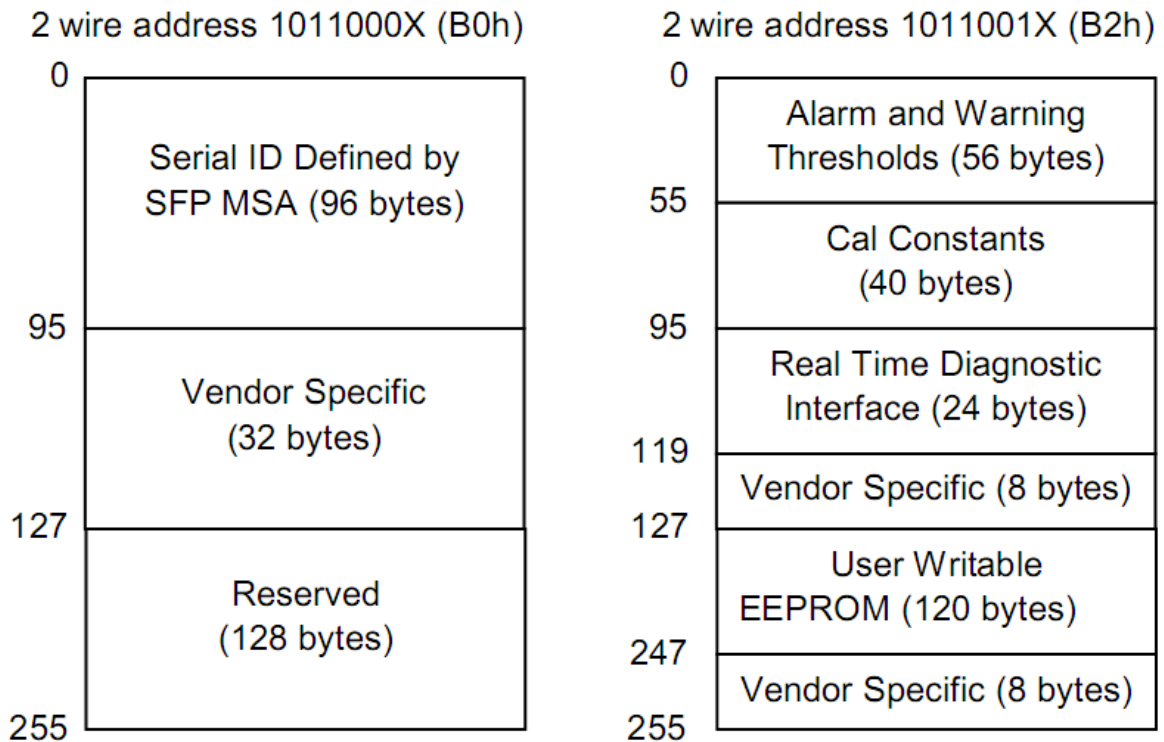 2 wire address 1011000X (B0h)
0
Serial ID Defined by
SFP MSA (96 bytes)
95
Vendor Specific
(32 bytes)
127
Reserved
(128 bytes)
255
2 wire address 1011001X (B2h)
0
Alarm and Warning
Thresholds (56 bytes)
55
Cal Constants
(40 bytes)
95
Real Time Diagnostic
Interface (24 bytes)
119
Vendor Specific (8 bytes)
127
User Writable
EEPROM (120 bytes)
247
Vendor Specific (8 bytes)
255